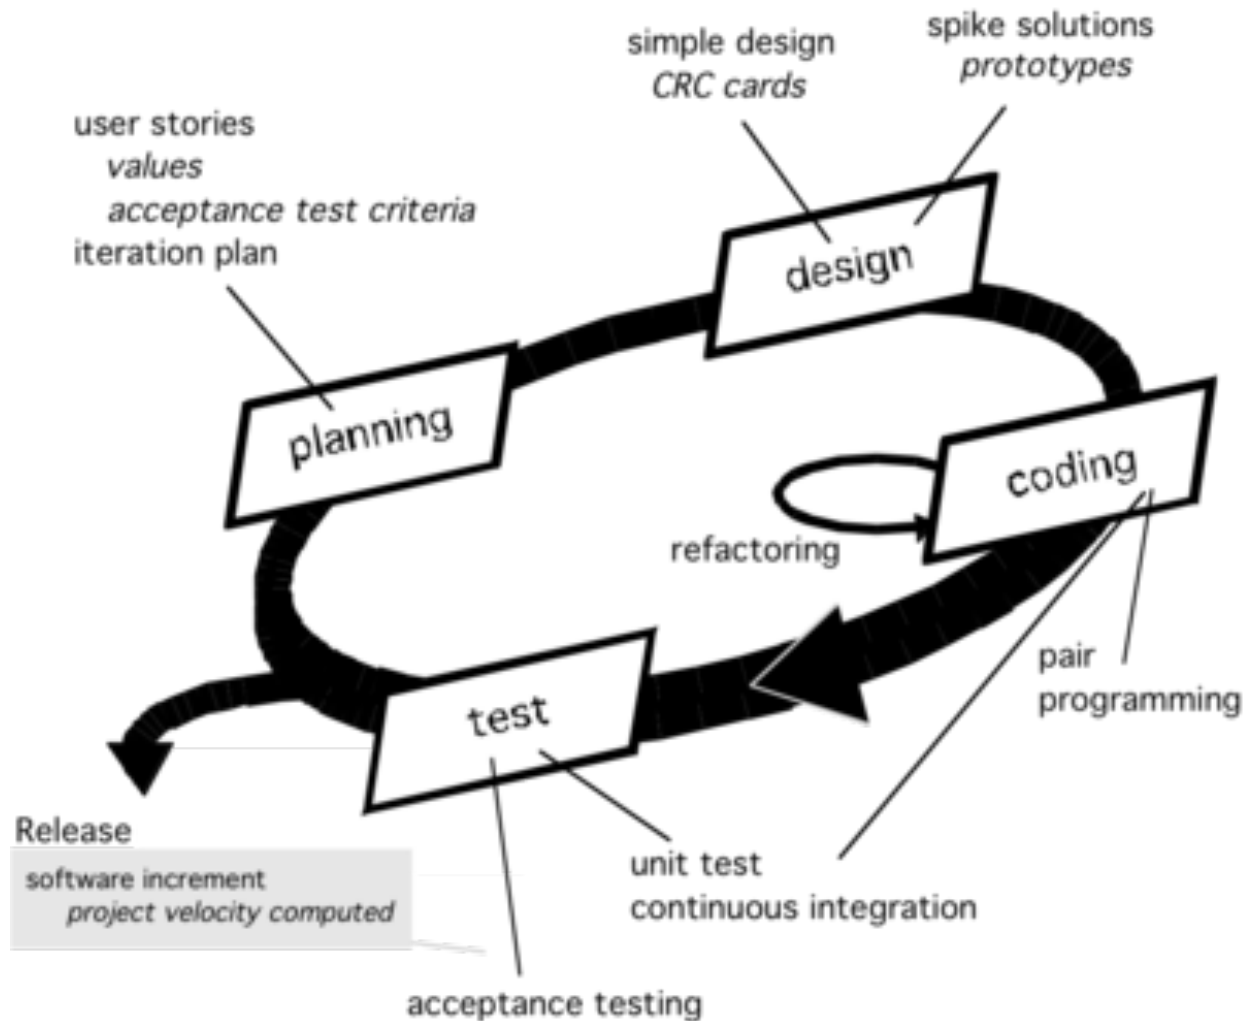 simple design
CRC cards
spike solutions
prototypes
user stories
values
acceptance test criteria
iteration plan
design
planning
coding
refactoring
test
pair
programming
Release
software increment
project velocity computed
unit test
continuous integration
acceptance testing